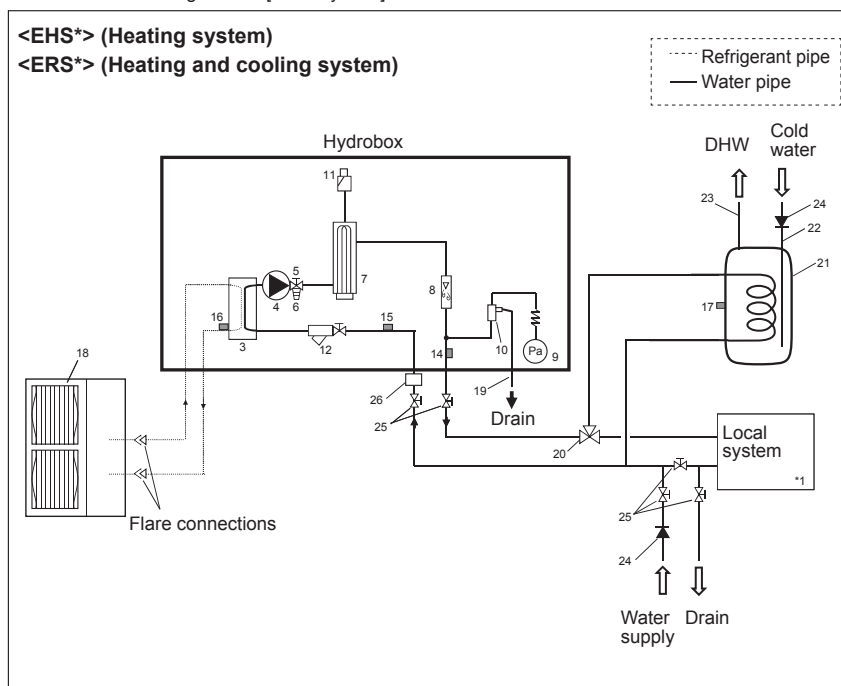 <EHS*> (Heating system)
<ERS*> (Heating and cooling system)
Refrigerant pipe
Water pipe
Hydrobox
DHW
Cold
water
11
23
24
22
5
7
21
8
4
6
16
15
17
3
12
14
10
Pa
9
18
26
19
25
Drain
20
Local
system
*1
Flare connections
25
24
Water
supply
Drain